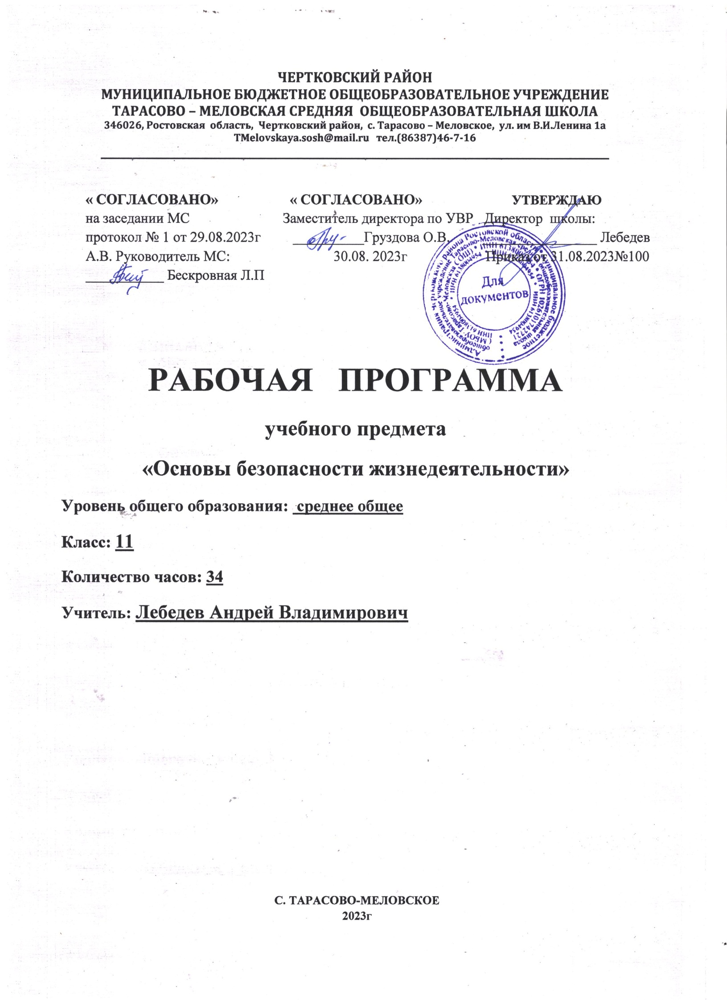 ЧЕРТКОВСКИЙ РАЙОН
МУНИЦИПАЛЬНОЕ БЮДЖЕТНОЕ ОБЩЕОБРАЗОВАТЕЛЬНОЕ УЧРЕЖДЕНИЕ
ТАРАСОВО – МЕЛОВСКАЯ СРЕДНЯЯ ОБЩЕОБРАЗОВАТЕЛЬНАЯ ШКОЛА
346026, Ростовская область, Чертковский район, с. Тарасово – Меловское, ул. им В.И.Ленина 1а
TMelovskaya.sosh@mail.ru тел.(86387)46-7-16
« СОГЛАСОВАНО» « СОГЛАСОВАНО» УТВЕРЖДАЮ
на заседании МС Заместитель директора по УВР Директор школы:
протокол № 1 от 29.08.2023г Груздова О.В. Лебедев
А.В. Руководитель МС: 30.08. 2023г Приказ от 31.08.2023№100
Бескровная Л.П
Для
документов
РАБОЧАЯ ПРОГРАММА
учебного предмета
«Основы безопасности жизнедеятельности»
Уровень общего образования: среднее общее
Класс: 11
Количество часов: 34
Учитель: Лебедев Андрей Владимирович
С. ТАРАСОВО-МЕЛОВСКОЕ
2023г